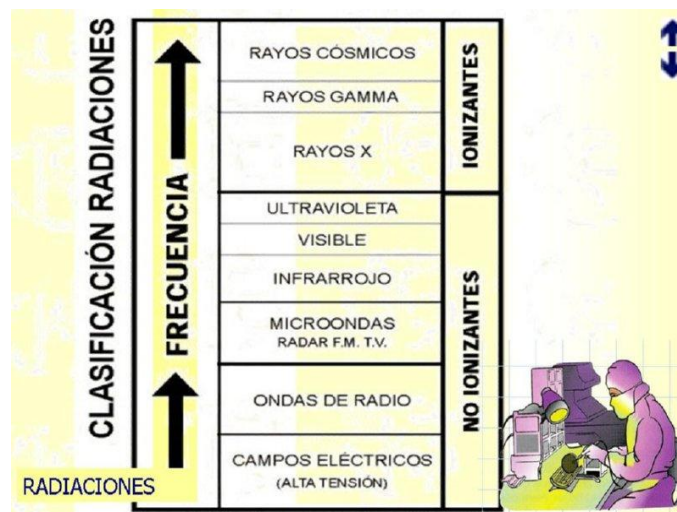 CLASIFICACIÓN RADIACIONES
FRECUENCIA
RAYOS CÓSMICOS
RAYOS GAMMA
RAYOS X
IONIZANTES
ULTRAVIOLETA
VISIBLE
INFRARROJO
MICROONDAS
RADAR F.M. T.V.
ONDAS DE RADIO
CAMPOS ELÉCTRICOS
(ALTA TENSIÓN)
NO IONIZANTES
RADIACIONES